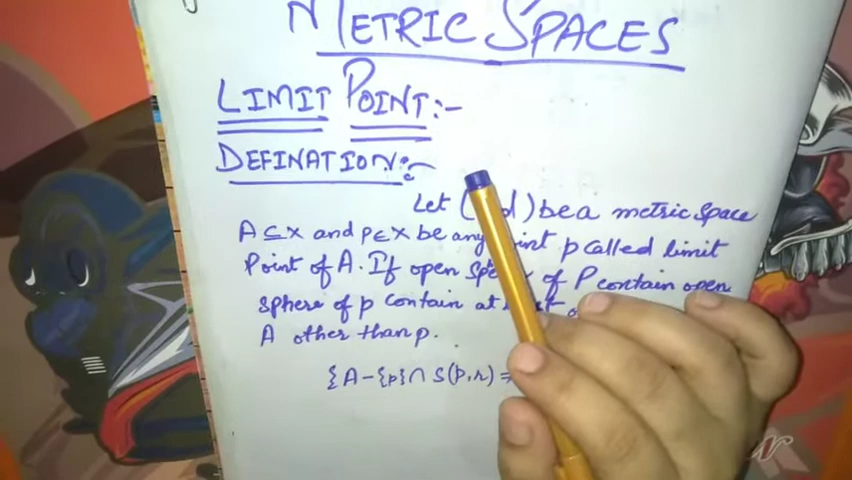 METRIC SPACES
LIMIT POINT:-
DEFINATION:-
Let ( d) be a metric space
A ⊆ X and p ∈ X be any p called limit
Point of A. If open of P contain open
sphere of p contain at
A other than p.
{A-{p} ∩ S(p,r)